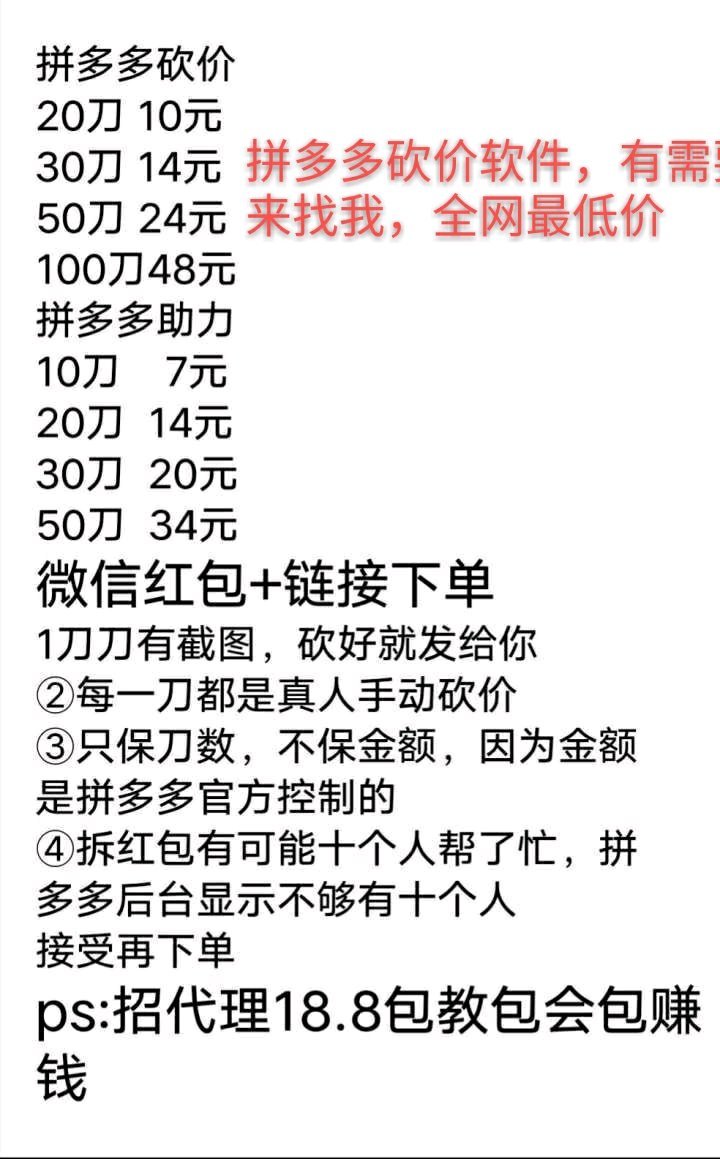 拼多多砍价
20刀 10元
30刀 14元
50刀 24元
100刀48元
拼多多砍价软件，有需
来找我，全网最低价
拼多多助力
10刀 7元
20刀 14元
30刀 20元
50刀 34元
微信红包+链接下单
1刀刀有截图，砍好就发给你
②每一刀都是真人手动砍价
③只保刀数，不保金额，因为金额
是拼多多官方控制的
④拆红包有可能十个人帮了忙，拼
多多后台显示不够有十个人
接受再下单
ps:招代理18.8包教包会包赚
钱